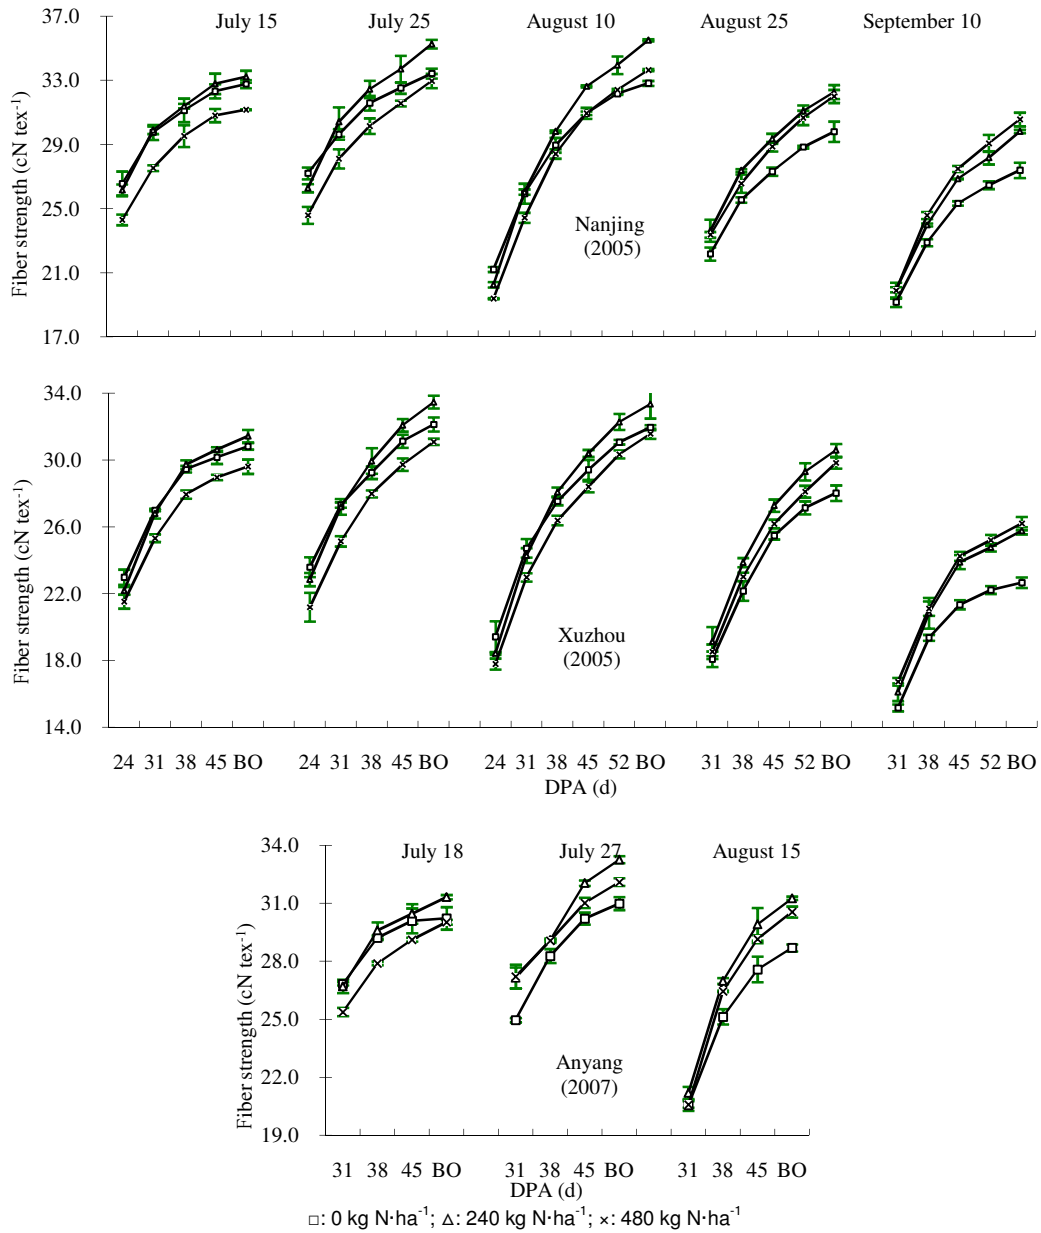 July 15 July 25 August 10 August 25 September 10
Fiber strength (cN tex⁻¹)
37.0
33.0
29.0
25.0
21.0
17.0
Nanjing
(2005)
Fiber strength (cN tex⁻¹)
34.0
30.0
26.0
22.0
18.0
14.0
Xuzhou
(2005)
24 31 38 45 BO 24 31 38 45 BO 24 31 38 45 52 BO 31 38 45 52 BO 31 38 45 52 BO
DPA (d)
July 18 July 27 August 15
Fiber strength (cN tex⁻¹)
34.0
31.0
28.0
25.0
22.0
19.0
Anyang
(2007)
31 38 45 BO 31 38 45 BO 31 38 45 BO
DPA (d)
□: 0 kg N·ha⁻¹; △: 240 kg N·ha⁻¹; ×: 480 kg N·ha⁻¹